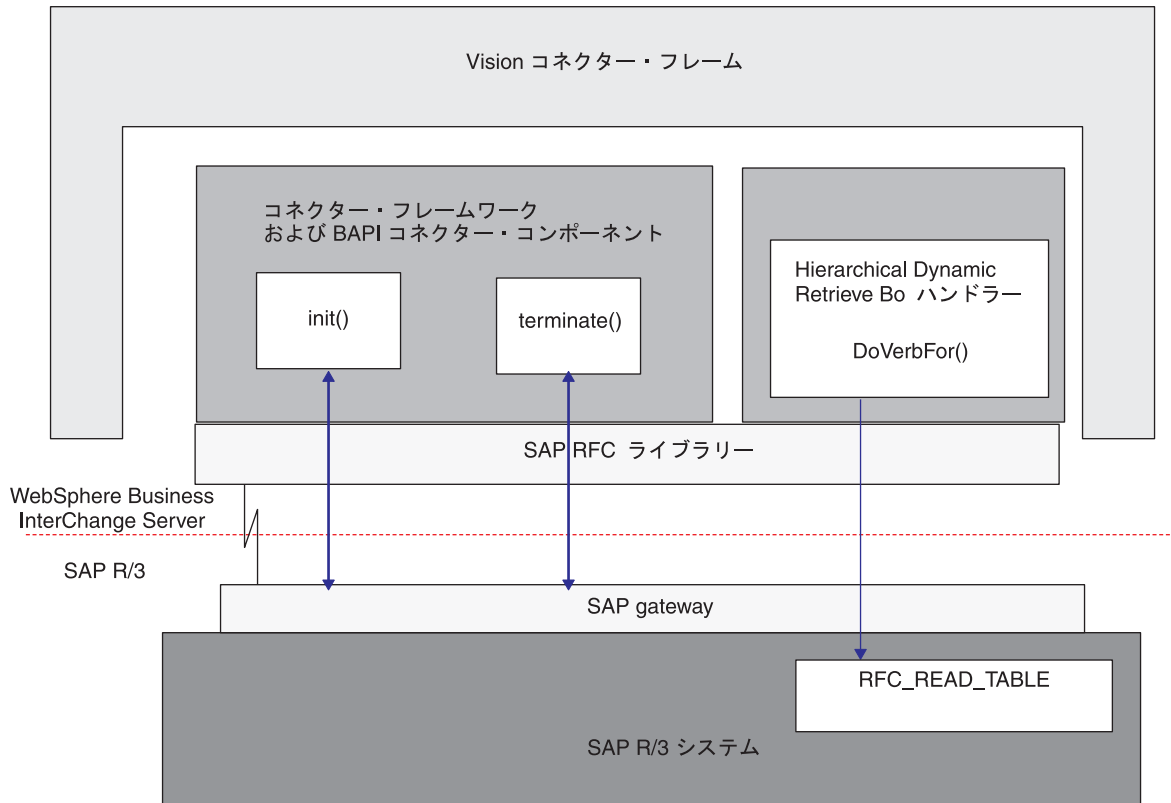 Vision コネクター・フレーム
コネクター・フレームワーク
および BAPI コネクター・コンポーネント
init()
terminate()
Hierarchical Dynamic
Retrieve Bo ハンドラー
DoVerbFor()
SAP RFC ライブラリー
WebSphere Business
InterChange Server
SAP R/3
SAP gateway
RFC_READ_TABLE
SAP R/3 システム